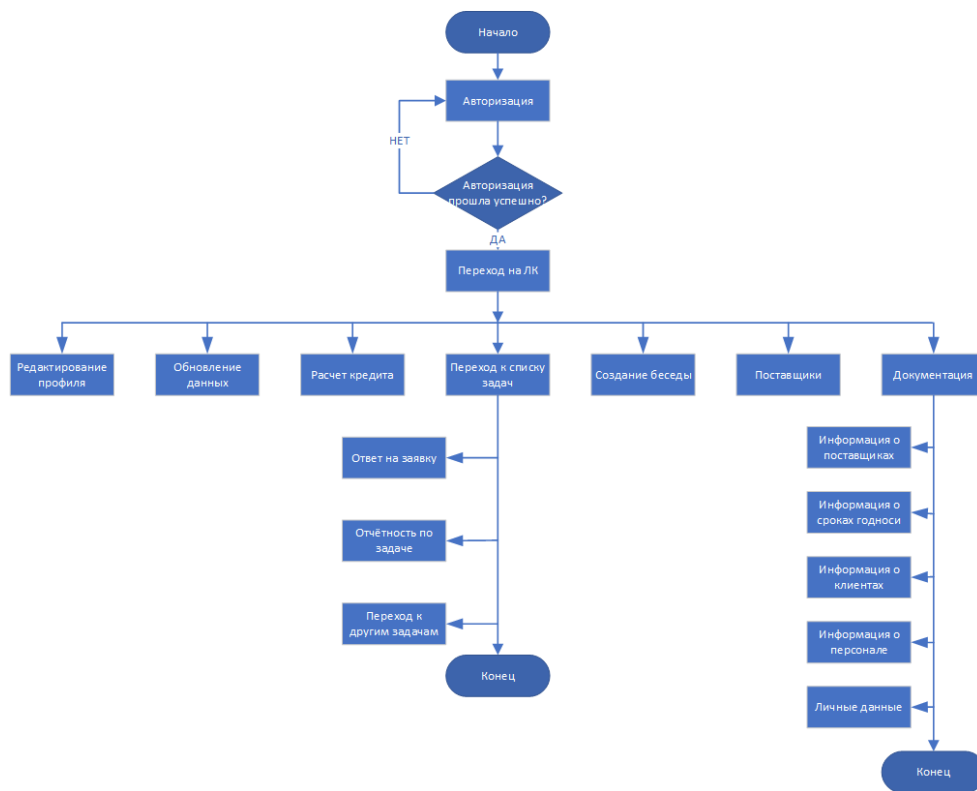 Начало
Авторизация
НЕТ
Авторизация
прошла успешно?
ДА
Переход на ЛК
Редактирование
профиля
Обновление
данных
Расчет кредита
Переход к списку
задач
Создание беседы
Поставщики
Документация
Ответ на заявку
Отчётность по
задаче
Переход к
другим задачам
Конец
Информация о
поставщиках
Информация о
сроках годноси
Информация о
клиентах
Информация о
персонале
Личные данные
Конец